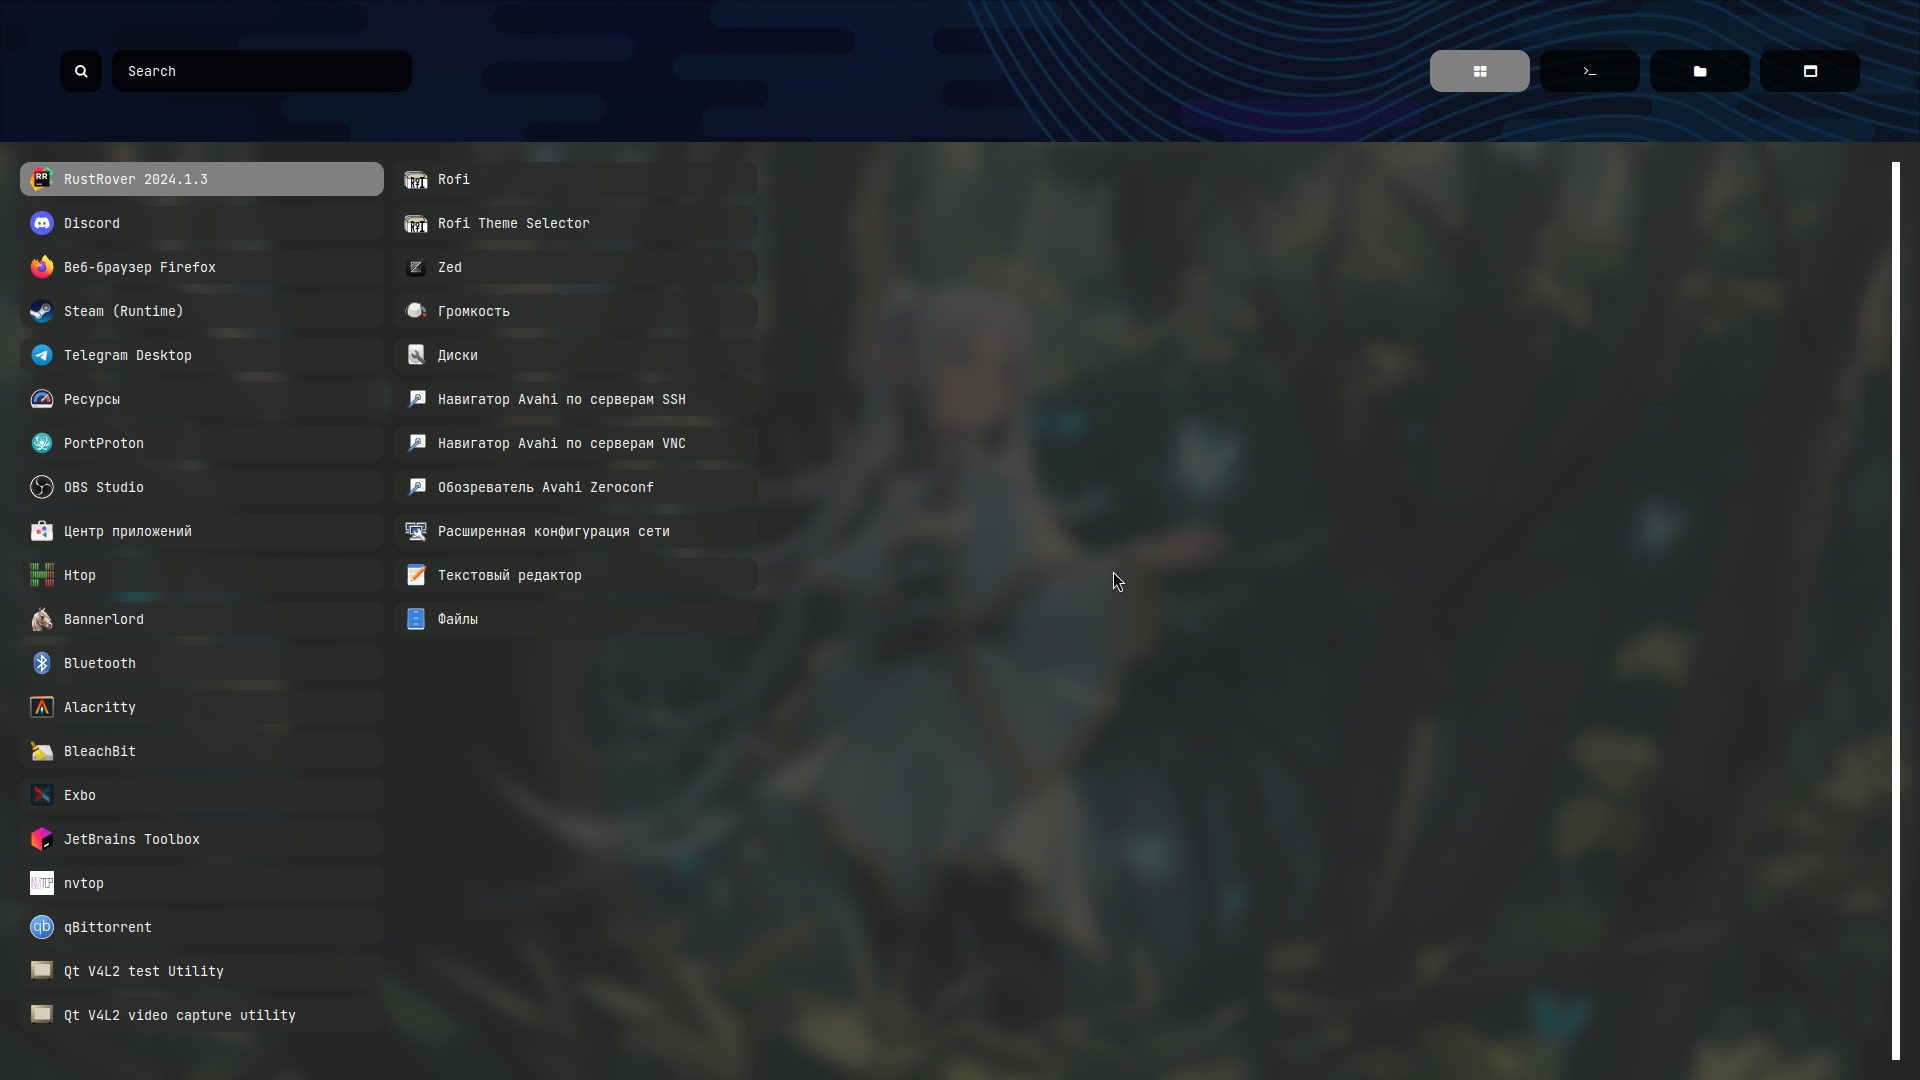 Search
>_
RustRover 2024.1.3
Discord
Веб-браузер Firefox
Steam (Runtime)
Telegram Desktop
Ресурсы
PortProton
OBS Studio
Центр приложений
Htop
Bannerlord
Bluetooth
Alacritty
BleachBit
Exbo
JetBrains Toolbox
nvtop
qBittorrent
Qt V4L2 test Utility
Qt V4L2 video capture utility
Rofi
Rofi Theme Selector
Zed
Громкость
Диски
Навигатор Avahi по серверам SSH
Навигатор Avahi по серверам VNC
Обозреватель Avahi Zeroconf
Расширенная конфигурация сети
Текстовый редактор
Файлы